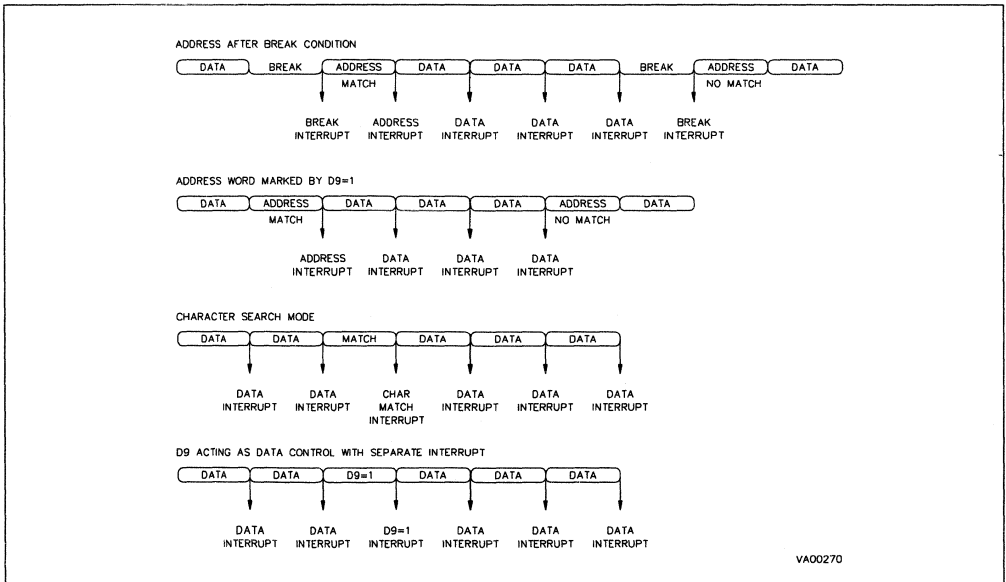 ADDRESS AFTER BREAK CONDITION
DATA BREAK ADDRESS DATA DATA DATA BREAK ADDRESS DATA
MATCH NO MATCH
BREAK ADDRESS DATA DATA DATA BREAK
INTERRUPT INTERRUPT INTERRUPT INTERRUPT INTERRUPT INTERRUPT
ADDRESS WORD MARKED BY D9=1
DATA ADDRESS DATA DATA DATA ADDRESS DATA
MATCH NO MATCH
ADDRESS DATA DATA DATA
INTERRUPT INTERRUPT INTERRUPT INTERRUPT
CHARACTER SEARCH MODE
DATA DATA MATCH DATA DATA DATA
DATA DATA CHAR DATA DATA DATA
INTERRUPT INTERRUPT MATCH INTERRUPT INTERRUPT INTERRUPT
INTERRUPT
D9 ACTING AS DATA CONTROL WITH SEPARATE INTERRUPT
DATA DATA D9=1 DATA DATA DATA
DATA DATA D9=1 DATA DATA DATA
INTERRUPT INTERRUPT INTERRUPT INTERRUPT INTERRUPT INTERRUPT
VA00270